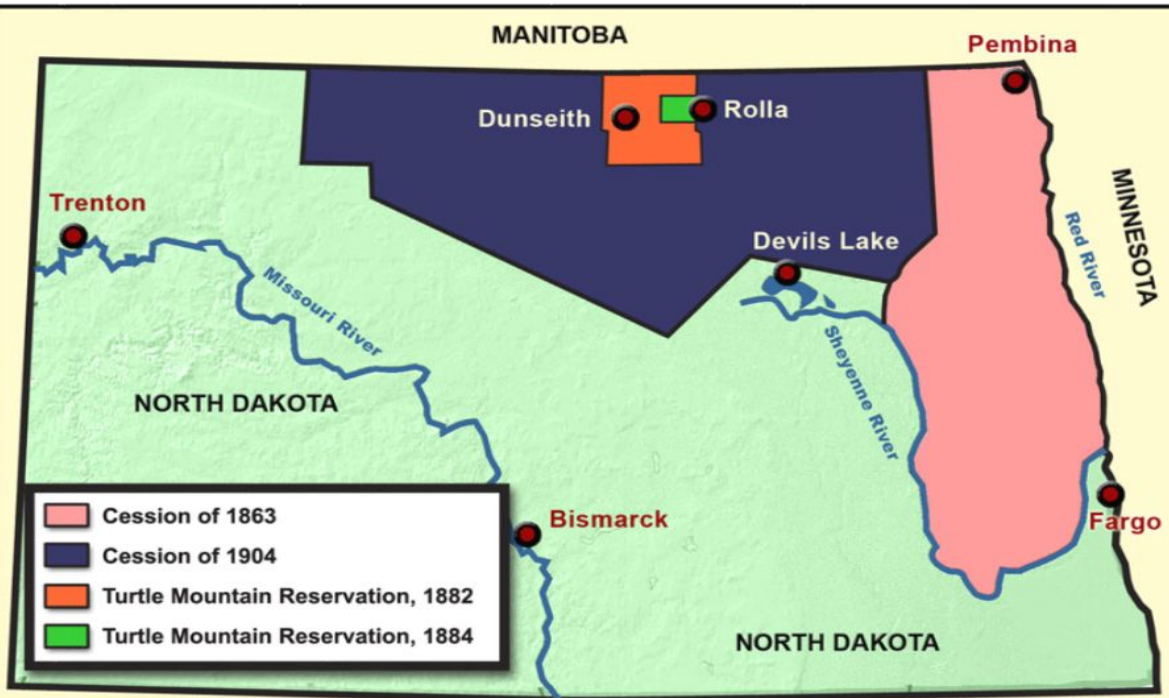 MANITOBA
Pembina
Dunseith
Rolla
Trenton
MINNESOTA
Red River
Devils Lake
Missouri River
Sheyenne River
NORTH DAKOTA
Cession of 1863
Cession of 1904
Turtle Mountain Reservation, 1882
Turtle Mountain Reservation, 1884
Bismarck
Fargo
NORTH DAKOTA